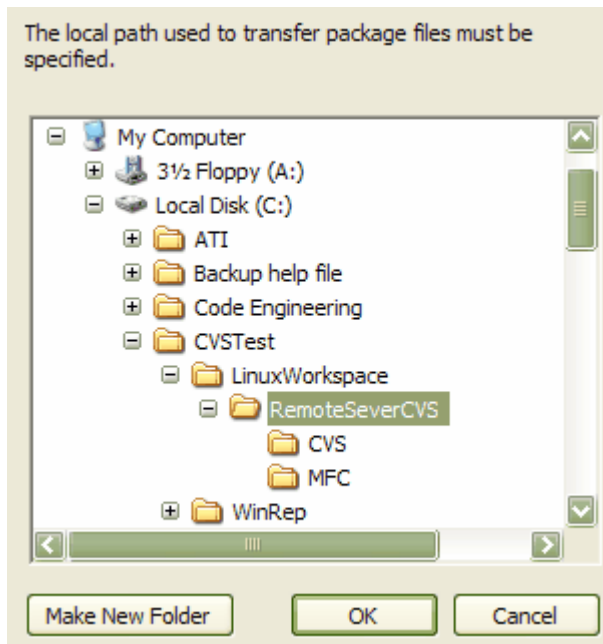 The local path used to transfer package files must be
specified.
My Computer
3½ Floppy (A:)
Local Disk (C:)
ATI
Backup help file
Code Engineering
CVSTest
LinuxWorkspace
RemoteSeverCVS
CVS
MFC
WinRep
Make New Folder
OK
Cancel